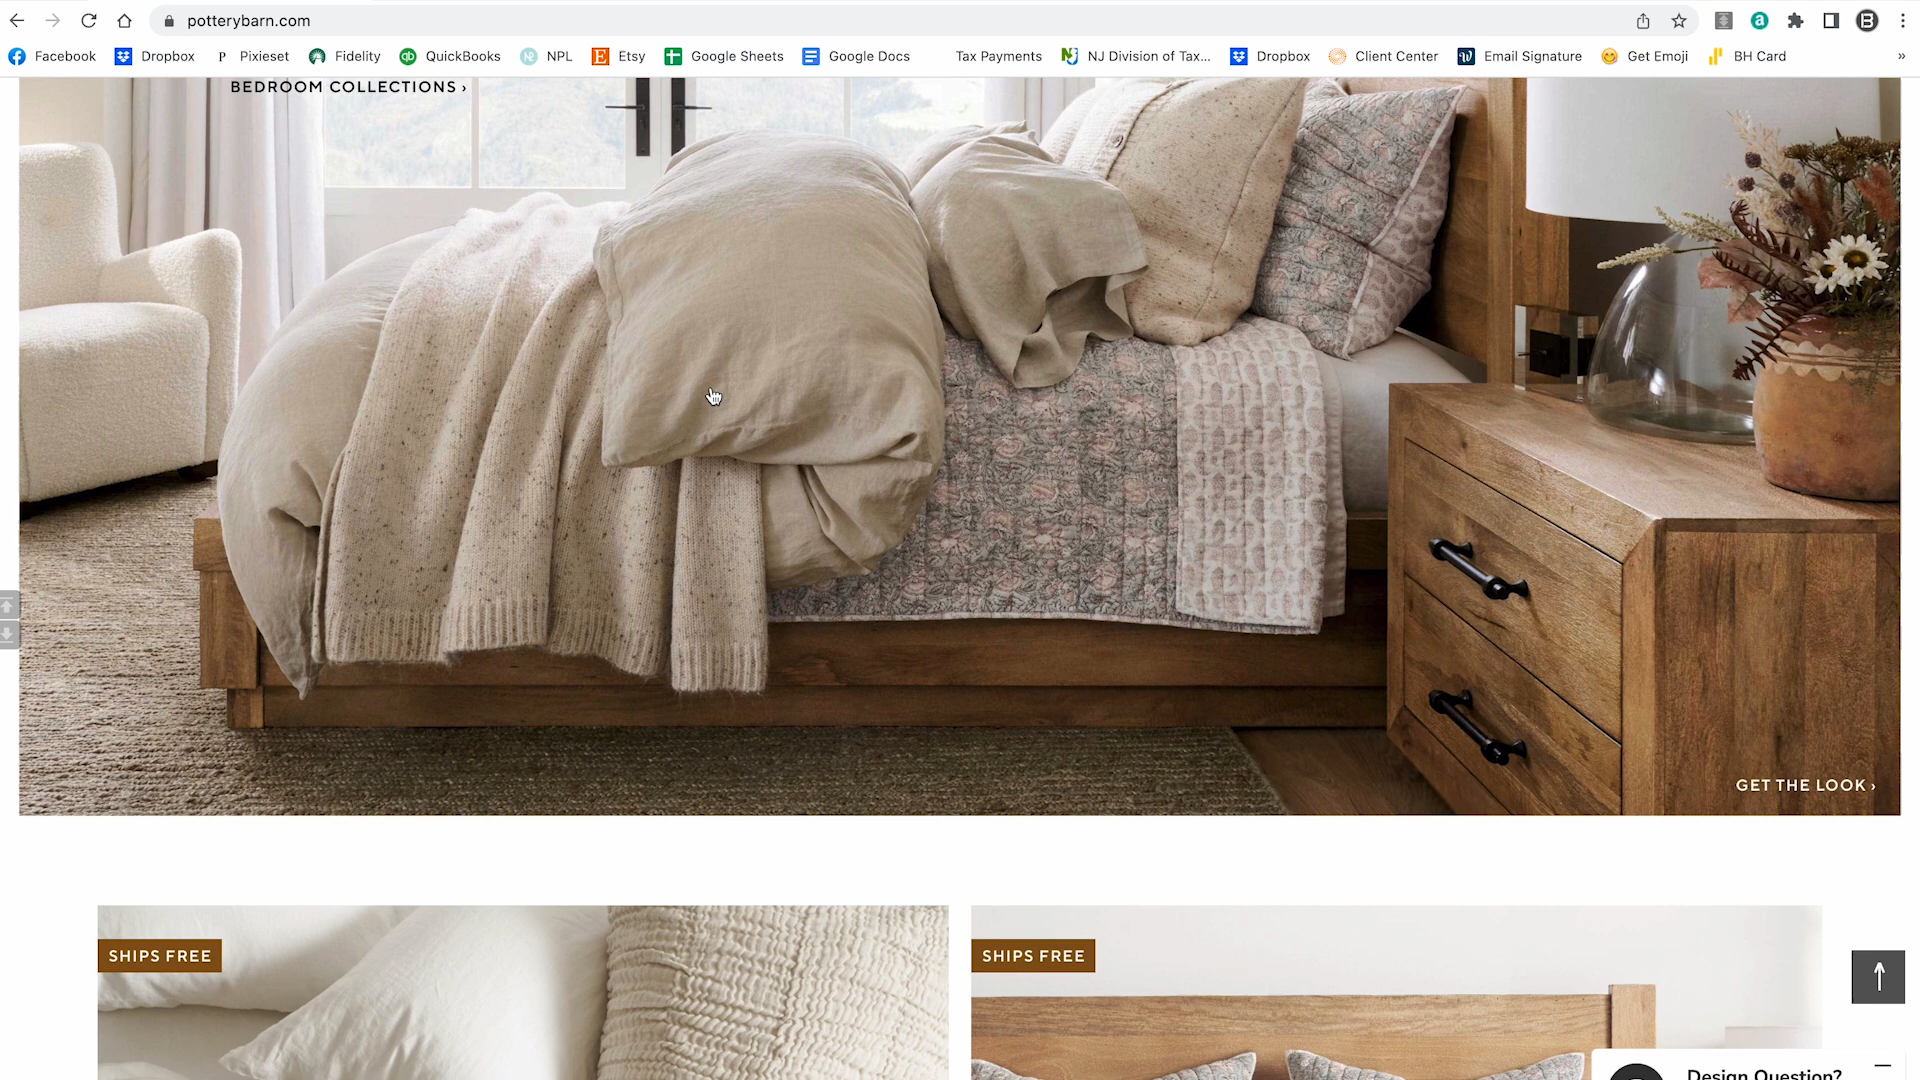 potterybarn.com
Facebook Dropbox P Pixieset Fidelity qb QuickBooks NPL E Etsy Google Sheets Google Docs Tax Payments NJ Division of Tax... Dropbox Client Center W Email Signature Get Emoji BH Card »
BEDROOM COLLECTIONS ›
GET THE LOOK ›
SHIPS FREE
SHIPS FREE
Design Question?